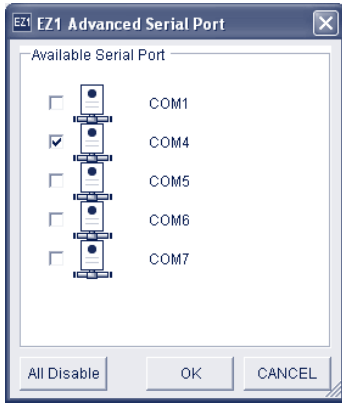 EZ1 EZ1 Advanced Serial Port
Available Serial Port
COM1
COM4
COM5
COM6
COM7
All Disable OK CANCEL